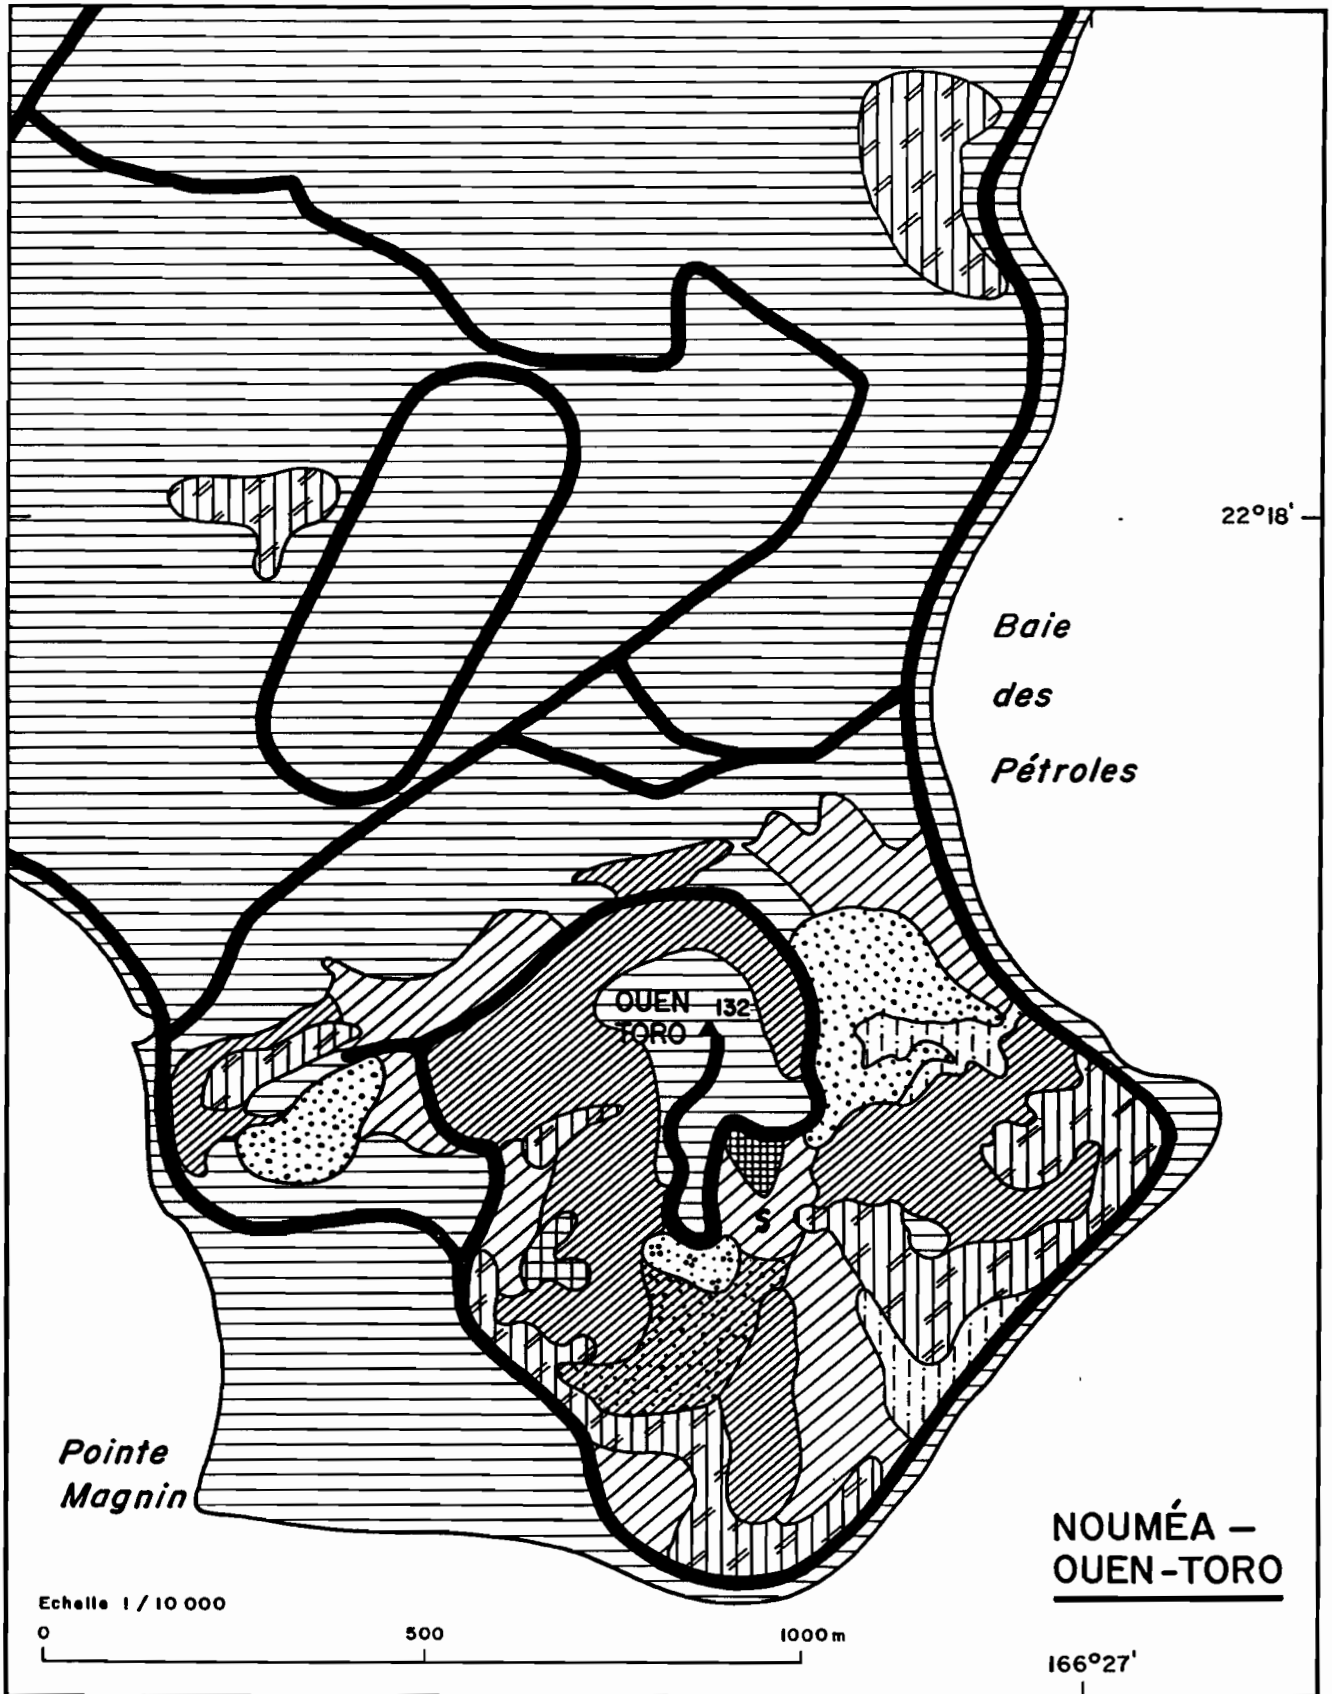 22°18'
Baie
des
Pétroles
OUEN 132
TORO
S
Pointe
Magnin
NOUMÉA –
OUEN-TORO
Echelle 1 / 10 000
0 500 1000m
166°27'